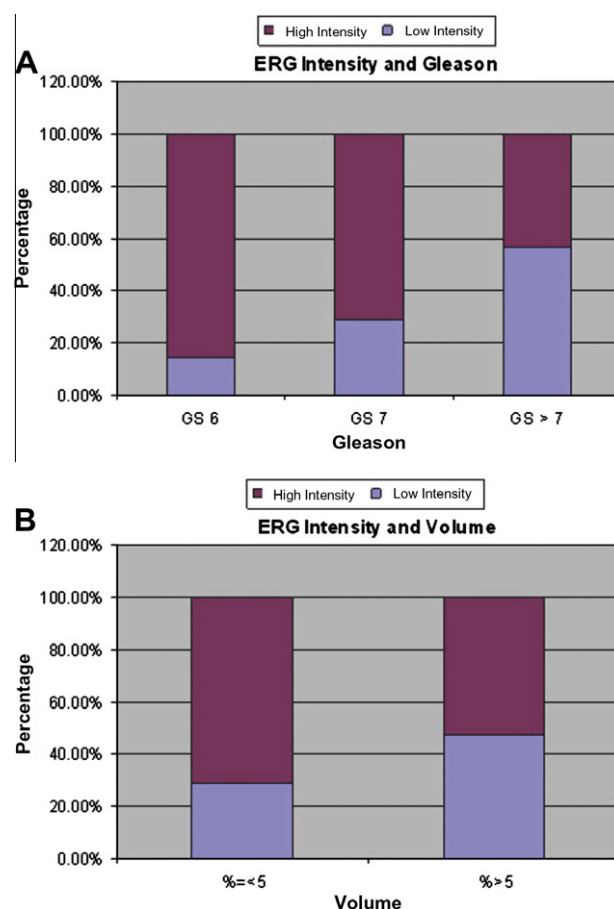 High Intensity Low Intensity
A
ERG Intensity and Gleason
120.00%
100.00%
80.00%
60.00%
40.00%
20.00%
0.00%
Percentage
GS 6 GS 7 GS > 7
Gleason
High Intensity Low Intensity
B
ERG Intensity and Volume
120.00%
100.00%
80.00%
60.00%
40.00%
20.00%
0.00%
Percentage
%=<5 %>5
Volume